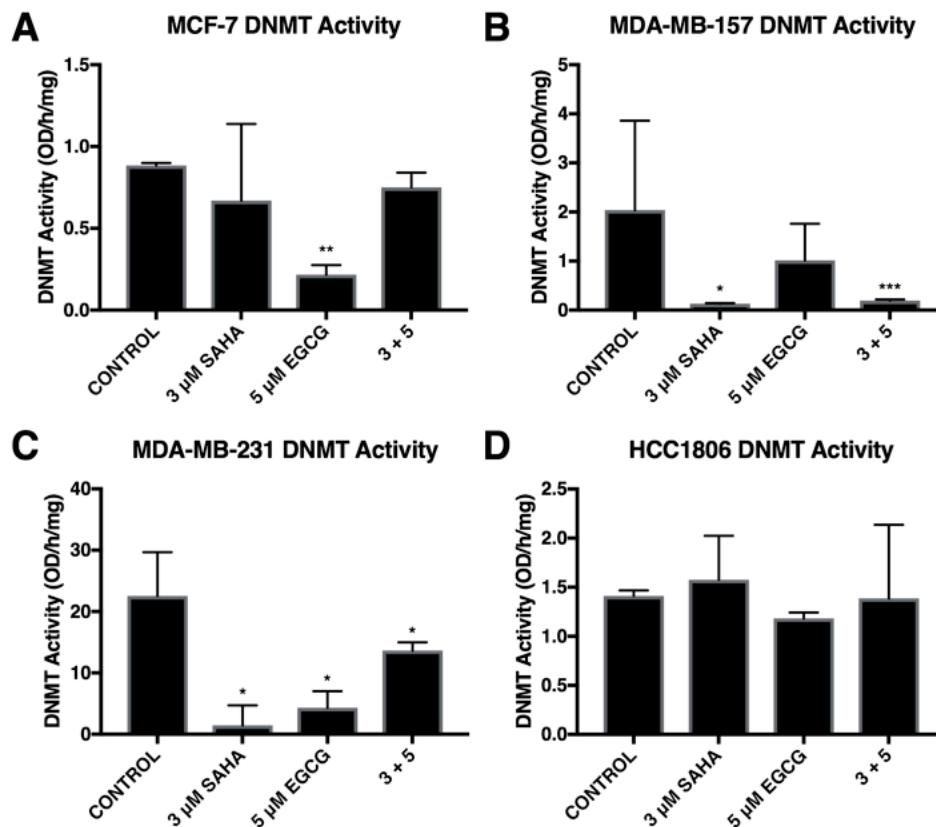 A
MCF-7 DNMT Activity
DNMT Activity (OD/h/mg)
1.5
1.0
0.5
0.0
**
CONTROL
3 µM SAHA
5 µM EGCG
3 + 5
B
MDA-MB-157 DNMT Activity
DNMT Activity (OD/h/mg)
5
4
3
2
1
0
*
***
CONTROL
3 µM SAHA
5 µM EGCG
3 + 5
C
MDA-MB-231 DNMT Activity
DNMT Activity (OD/h/mg)
40
30
20
10
0
*
*
*
CONTROL
3 µM SAHA
5 µM EGCG
3 + 5
D
HCC1806 DNMT Activity
DNMT Activity (OD/h/mg)
2.5
2.0
1.5
1.0
0.5
0.0
CONTROL
3 µM SAHA
5 µM EGCG
3 + 5